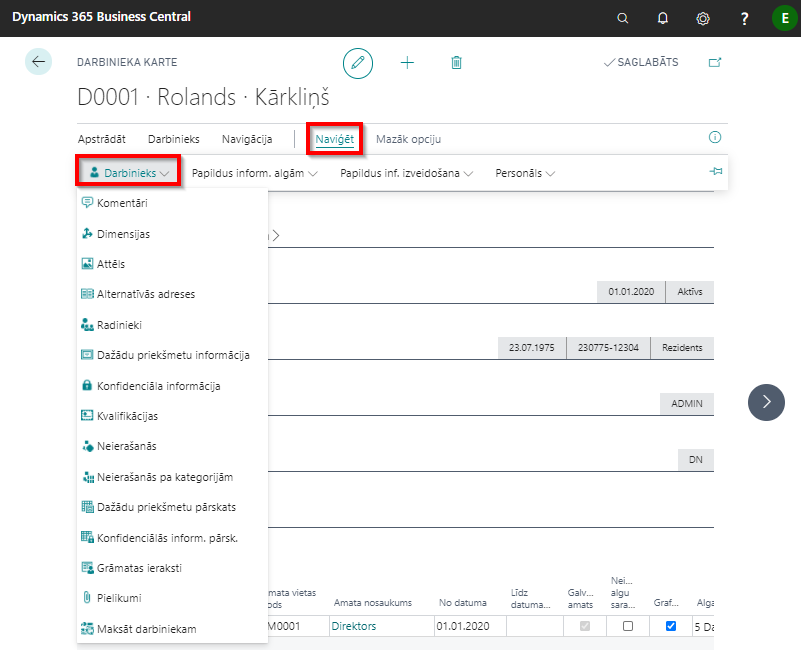 Dynamics 365 Business Central
?
E
DARBINIEKA KARTE
SAGLABĀTS
D0001 · Rolands · Kārkliņš
Apstrādāt Darbinieks Navigācija Naviģēt Mazāk opciju
Darbinieks Papildus inform. algām Papildus inf. izveidošana Personāls
Komentāri
Dimensijas
Attēls
01.01.2020 Aktīvs
Alternatīvās adreses
Radinieki
23.07.1975 230775-12304 Rezidents
Dažādu priekšmetu informācija
Konfidenciāla informācija
ADMIN
Kvalifikācijas
Neierašanās
DN
Neierašanās pa kategorijām
Dažādu priekšmetu pārskats
Konfidenciālās inform. pārsk.
Grāmatas ieraksti
Pielikumi
Maksāt darbiniekam
mata vietas
ods
Amata nosaukums
No datuma
Līdz
datuma...
Galv...
amats
Nei...
algu
sara...
Graf...
Alga
M0001 Direktors 01.01.2020 5 Da